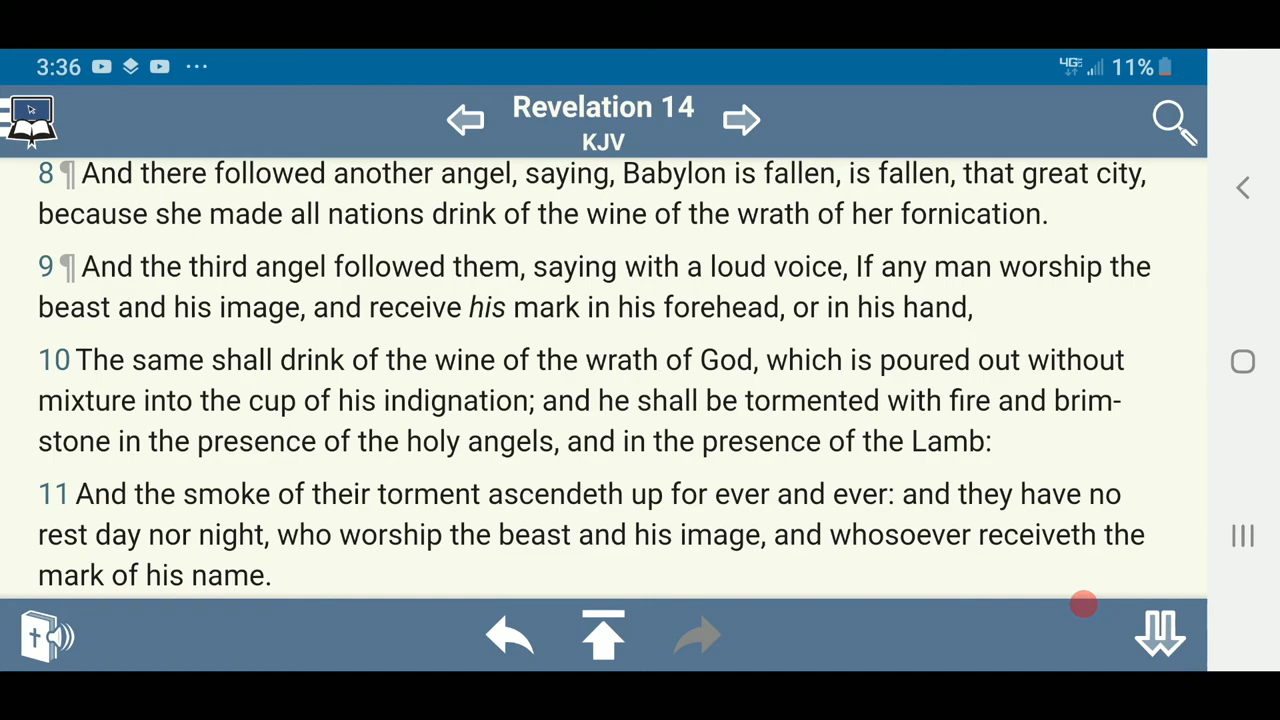 3:36 ... 4GE 11%
Revelation 14
KJV
8 ¶ And there followed another angel, saying, Babylon is fallen, is fallen, that great city,
because she made all nations drink of the wine of the wrath of her fornication.
9 ¶ And the third angel followed them, saying with a loud voice, If any man worship the
beast and his image, and receive his mark in his forehead, or in his hand,
10 The same shall drink of the wine of the wrath of God, which is poured out without
mixture into the cup of his indignation; and he shall be tormented with fire and brim-
stone in the presence of the holy angels, and in the presence of the Lamb:
11 And the smoke of their torment ascendeth up for ever and ever: and they have no
rest day nor night, who worship the beast and his image, and whosoever receiveth the
mark of his name.